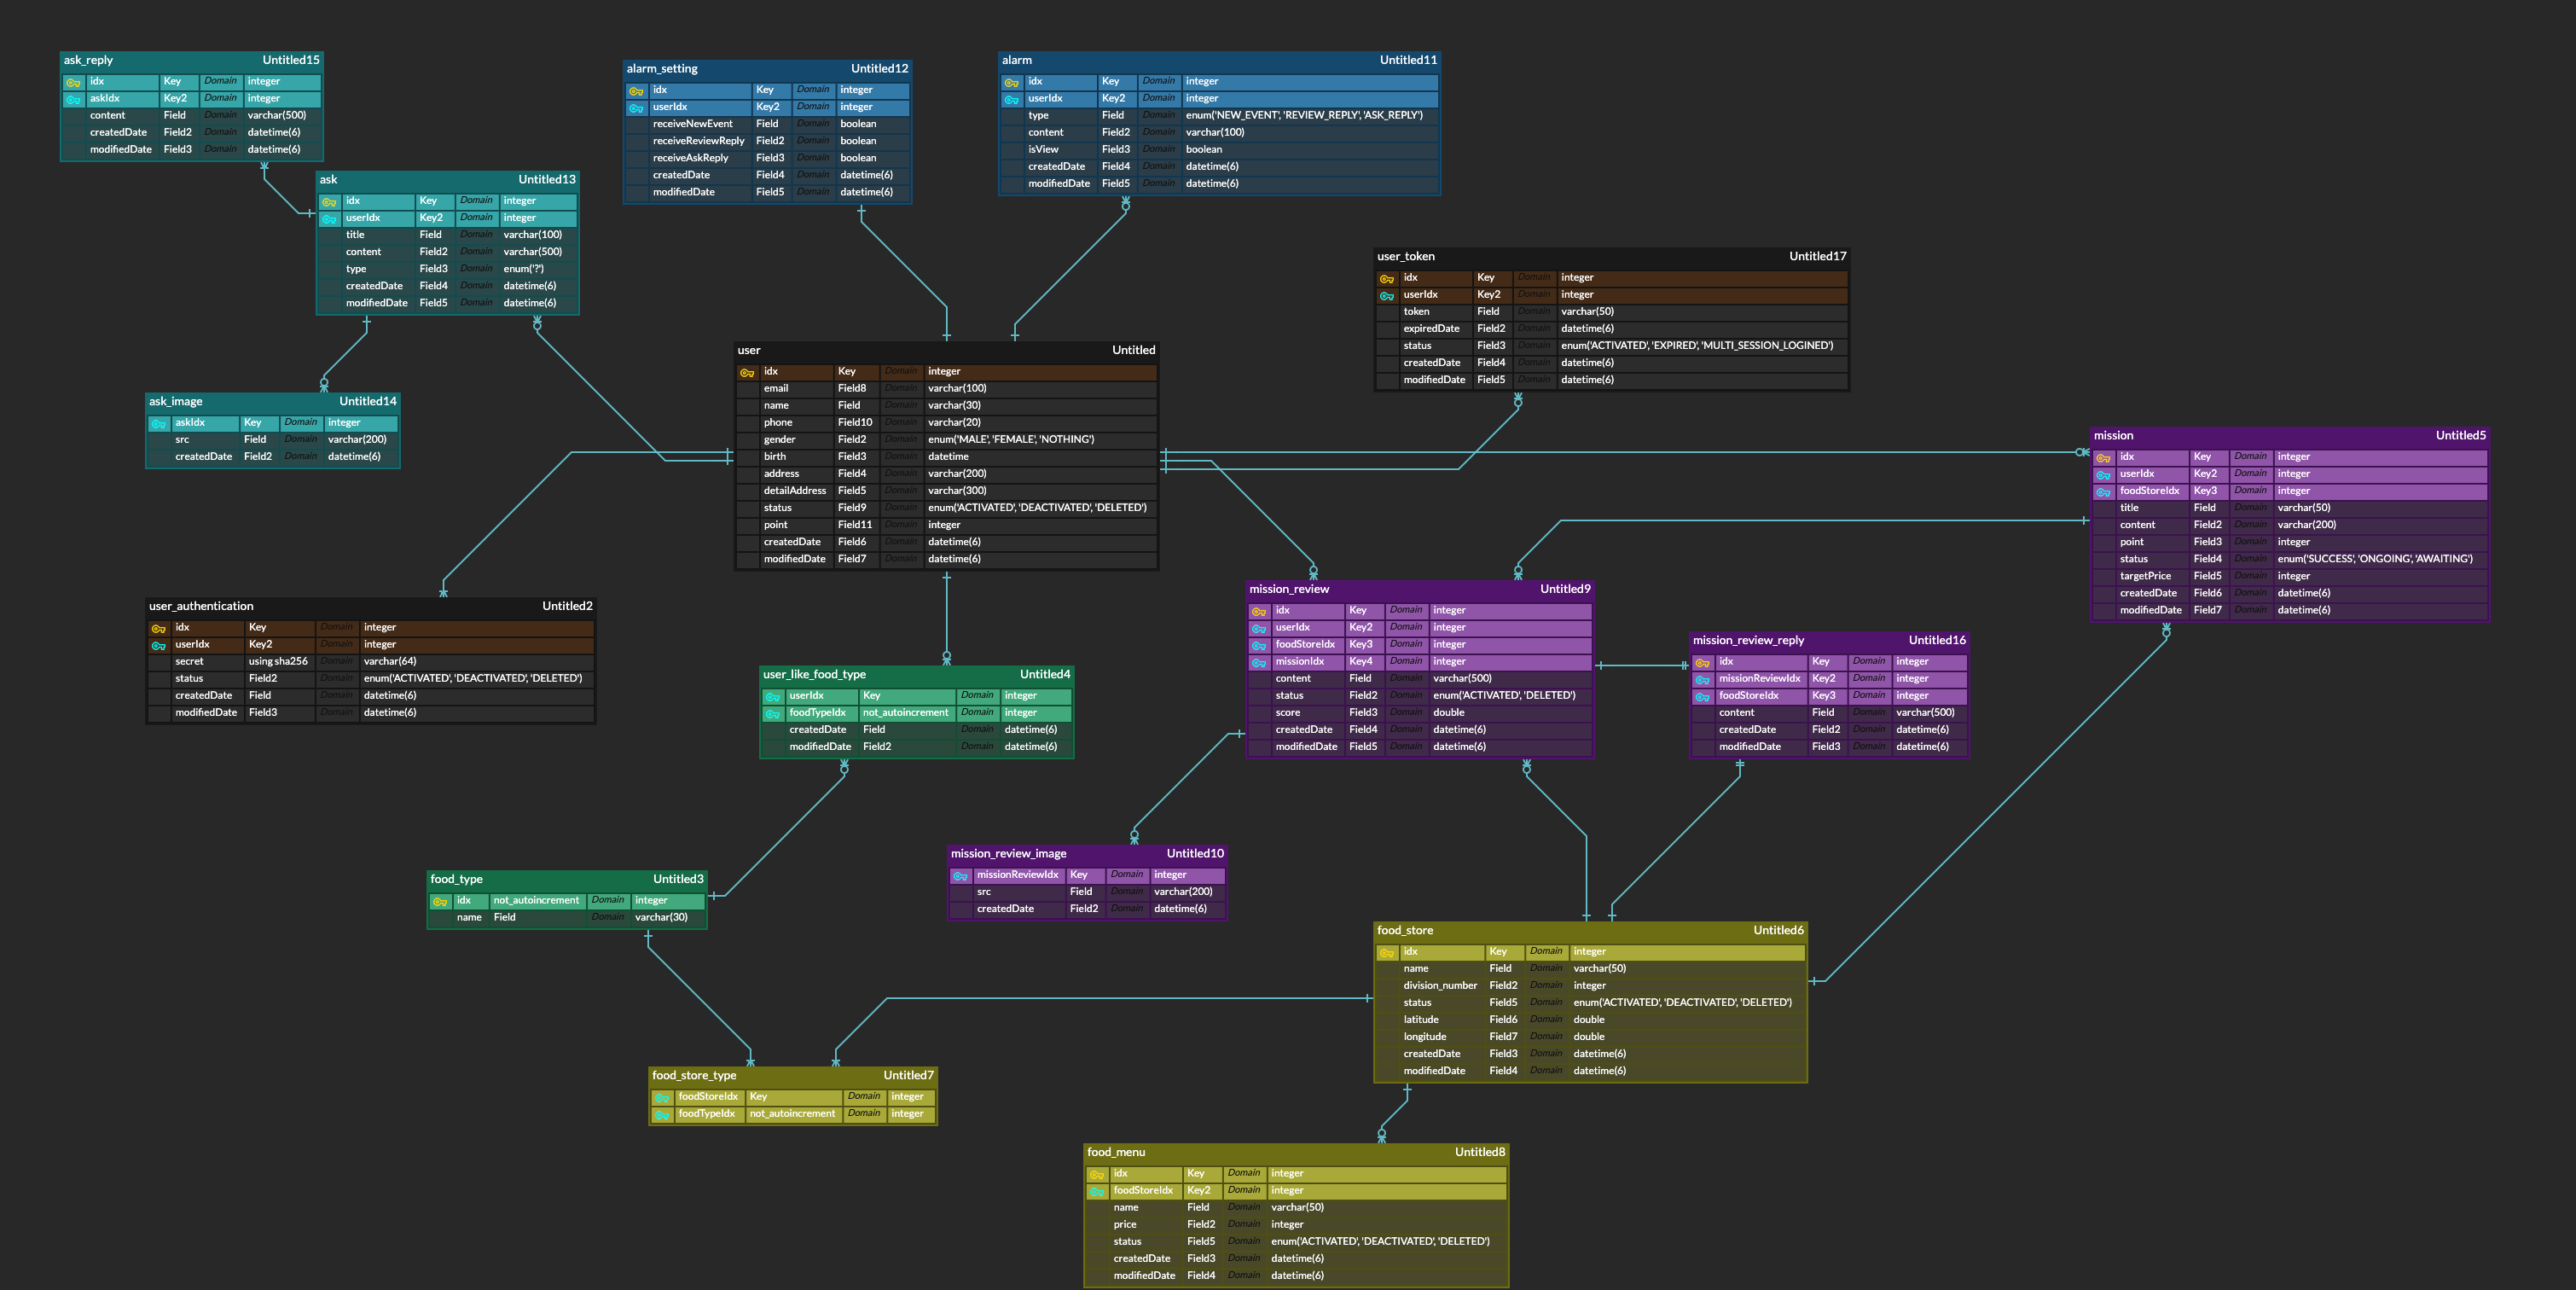 ask_reply Untitled15
idx Key Domain integer
askIdx Key2 Domain integer
content Field Domain varchar(500)
createdDate Field2 Domain datetime(6)
modifiedDate Field3 Domain datetime(6)
alarm_setting Untitled12
idx Key Domain integer
userIdx Key2 Domain integer
receiveNewEvent Field Domain boolean
receiveReviewReply Field2 Domain boolean
receiveAskReply Field3 Domain boolean
createdDate Field4 Domain datetime(6)
modifiedDate Field5 Domain datetime(6)
alarm Untitled11
idx Key Domain integer
userIdx Key2 Domain integer
type Field Domain enum('NEW_EVENT', 'REVIEW_REPLY', 'ASK_REPLY')
content Field2 Domain varchar(100)
isView Field3 Domain boolean
createdDate Field4 Domain datetime(6)
modifiedDate Field5 Domain datetime(6)
ask Untitled13
idx Key Domain integer
userIdx Key2 Domain integer
title Field Domain varchar(100)
content Field2 Domain varchar(500)
type Field3 Domain enum('?')
createdDate Field4 Domain datetime(6)
modifiedDate Field5 Domain datetime(6)
user_token Untitled17
idx Key Domain integer
userIdx Key2 Domain integer
token Field Domain varchar(50)
expiredDate Field2 Domain datetime(6)
status Field3 Domain enum('ACTIVATED', 'EXPIRED', 'MULTI_SESSION_LOGINED')
createdDate Field4 Domain datetime(6)
modifiedDate Field5 Domain datetime(6)
user Untitled
idx Key Domain integer
email Field8 Domain varchar(100)
name Field Domain varchar(30)
phone Field10 Domain varchar(20)
gender Field2 Domain enum('MALE', 'FEMALE', 'NOTHING')
birth Field3 Domain datetime
address Field4 Domain varchar(200)
detailAddress Field5 Domain varchar(300)
status Field9 Domain enum('ACTIVATED', 'DEACTIVATED', 'DELETED')
point Field11 Domain integer
createdDate Field6 Domain datetime(6)
modifiedDate Field7 Domain datetime(6)
ask_image Untitled14
askIdx Key Domain integer
src Field Domain varchar(200)
createdDate Field2 Domain datetime(6)
mission Untitled5
idx Key Domain integer
userIdx Key2 Domain integer
foodStoreIdx Key3 Domain integer
title Field Domain varchar(50)
content Field2 Domain varchar(200)
point Field3 Domain integer
status Field4 Domain enum('SUCCESS', 'ONGOING', 'AWAITING')
targetPrice Field5 Domain integer
createdDate Field6 Domain datetime(6)
modifiedDate Field7 Domain datetime(6)
user_authentication Untitled2
idx Key Domain integer
userIdx Key2 Domain integer
secret using sha256 Domain varchar(64)
status Field2 Domain enum('ACTIVATED', 'DEACTIVATED', 'DELETED')
createdDate Field Domain datetime(6)
modifiedDate Field3 Domain datetime(6)
mission_review Untitled9
idx Key Domain integer
userIdx Key2 Domain integer
foodStoreIdx Key3 Domain integer
missionIdx Key4 Domain integer
content Field Domain varchar(500)
status Field2 Domain enum('ACTIVATED', 'DELETED')
score Field3 Domain double
createdDate Field4 Domain datetime(6)
modifiedDate Field5 Domain datetime(6)
mission_review_reply Untitled16
idx Key Domain integer
missionReviewIdx Key2 Domain integer
foodStoreIdx Key3 Domain integer
content Field Domain varchar(500)
createdDate Field2 Domain datetime(6)
modifiedDate Field3 Domain datetime(6)
user_like_food_type Untitled4
userIdx Key Domain integer
foodTypeIdx not_autoincrement Domain integer
createdDate Field Domain datetime(6)
modifiedDate Field2 Domain datetime(6)
mission_review_image Untitled10
missionReviewIdx Key Domain integer
src Field Domain varchar(200)
createdDate Field2 Domain datetime(6)
food_type Untitled3
idx not_autoincrement Domain integer
name Field Domain varchar(30)
food_store Untitled6
idx Key Domain integer
name Field Domain varchar(50)
division_number Field2 Domain integer
status Field5 Domain enum('ACTIVATED', 'DEACTIVATED', 'DELETED')
latitude Field6 Domain double
longitude Field7 Domain double
createdDate Field3 Domain datetime(6)
modifiedDate Field4 Domain datetime(6)
food_store_type Untitled7
foodStoreIdx Key Domain integer
foodTypeIdx not_autoincrement Domain integer
food_menu Untitled8
idx Key Domain integer
foodStoreIdx Key2 Domain integer
name Field Domain varchar(50)
price Field2 Domain integer
status Field5 Domain enum('ACTIVATED', 'DEACTIVATED', 'DELETED')
createdDate Field3 Domain datetime(6)
modifiedDate Field4 Domain datetime(6)